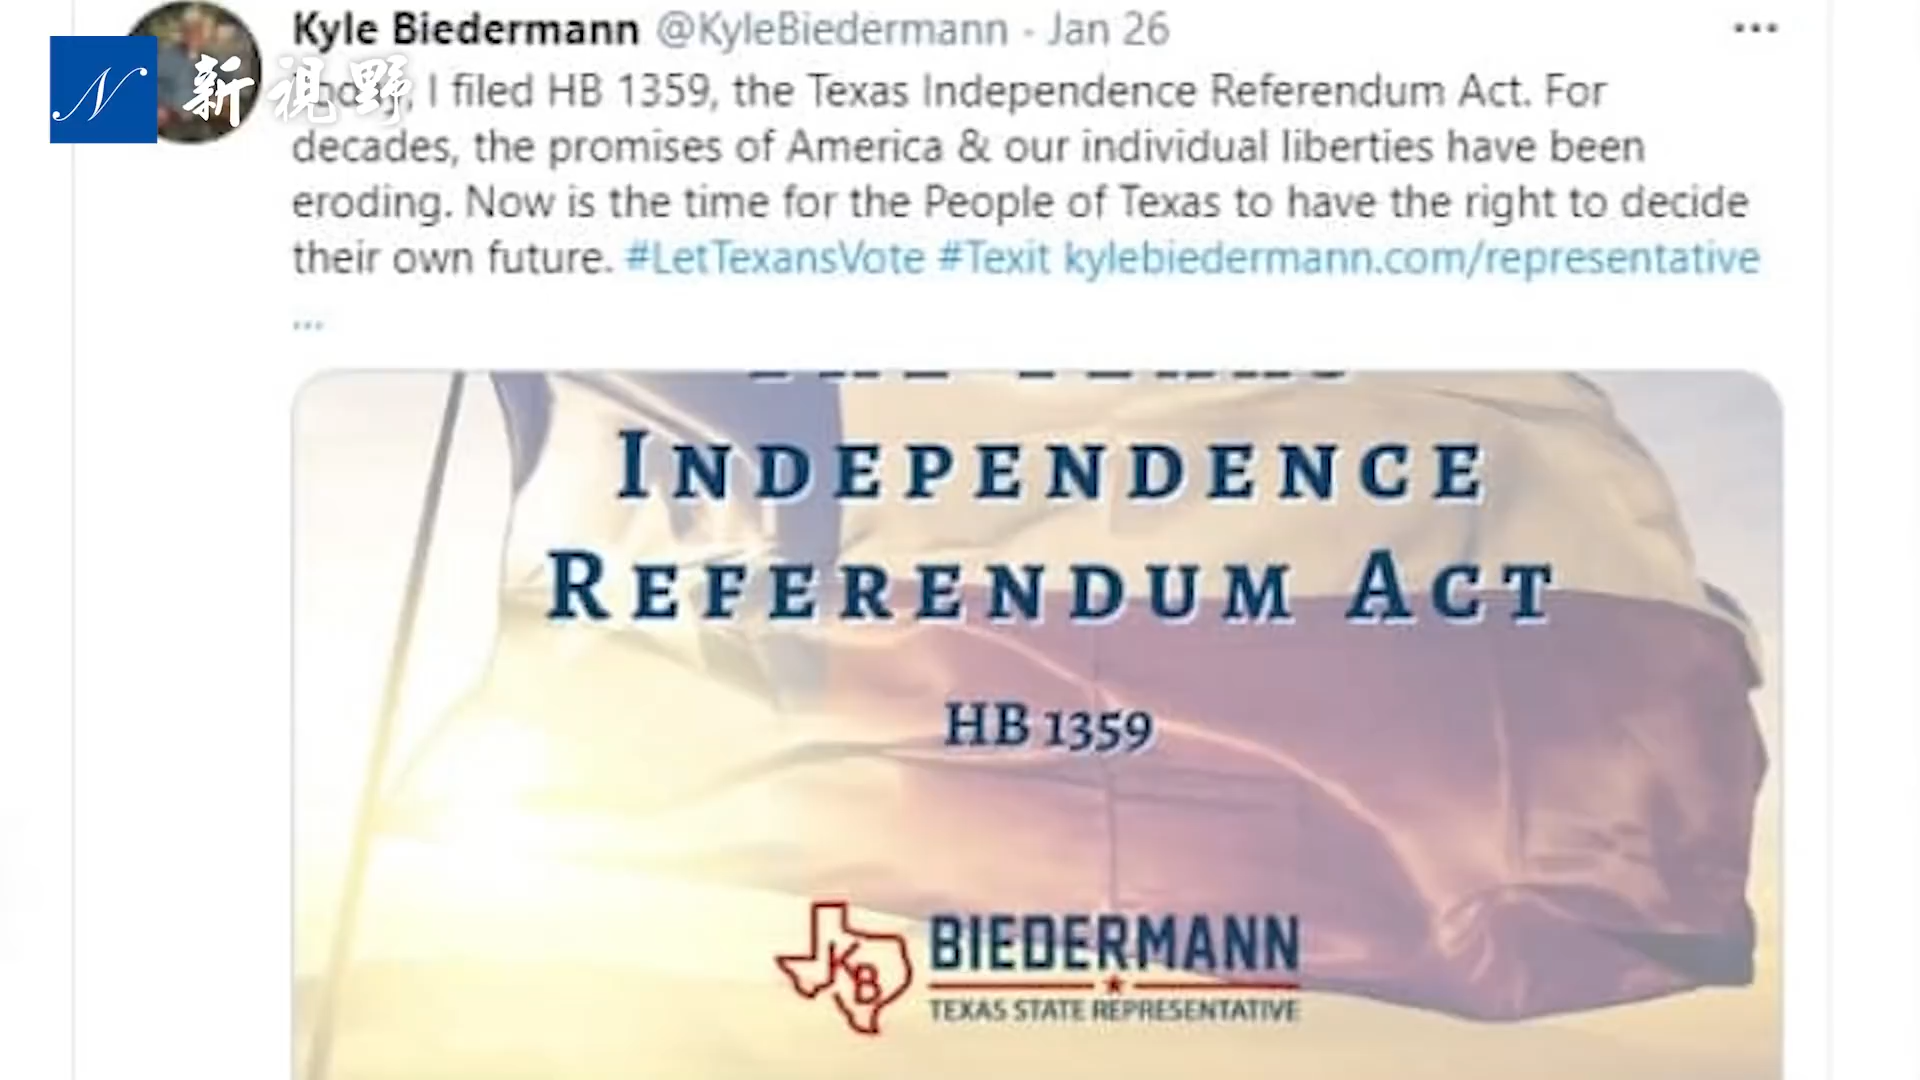 Kyle Biedermann @KyleBiedermann · Jan 26
N 新視野
I filed HB 1359, the Texas Independence Referendum Act. For
decades, the promises of America & our individual liberties have been
eroding. Now is the time for the People of Texas to have the right to decide
their own future. #LetTexansVote #Texit kylebiedermann.com/representative
...
INDEPENDENCE
REFERENDUM ACT
HB 1359
KB
BIEDERMANN
TEXAS STATE REPRESENTATIVE